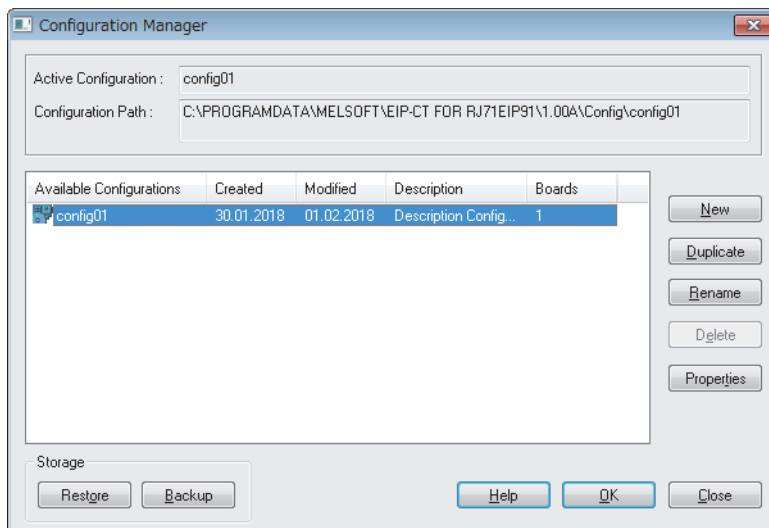 Configuration Manager
Active Configuration : config01
Configuration Path : C:\PROGRAMDATA\MELSOFT\EIP-CT FOR RJ71EIP91\1.00A\Config\config01
Available Configurations Created Modified Description Boards
config01 30.01.2018 01.02.2018 Description Config... 1
New
Duplicate
Rename
Delete
Properties
Storage
Restore Backup Help OK Close